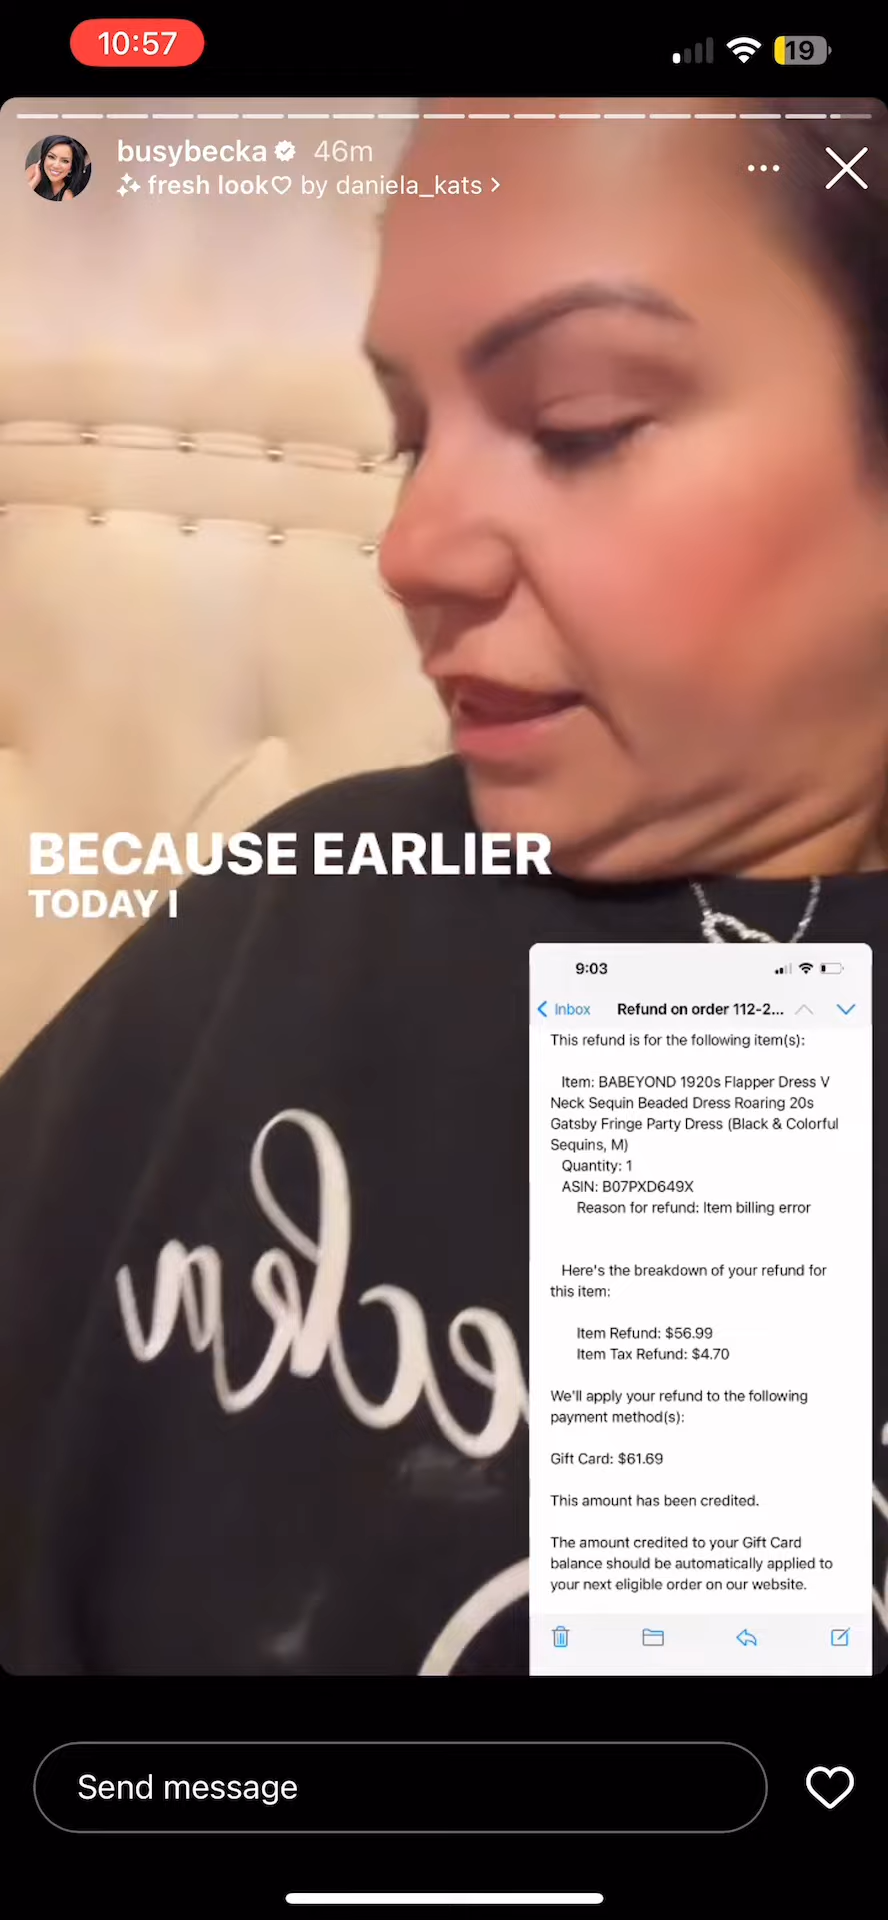 10:57
19
busybecka 46m
fresh look♡ by daniela_kats >
BECAUSE EARLIER
TODAY I
9:03
Inbox
Refund on order 112-2...
This refund is for the following item(s):
Item: BABEYOND 1920s Flapper Dress V
Neck Sequin Beaded Dress Roaring 20s
Gatsby Fringe Party Dress (Black & Colorful
Sequins, M)
Quantity: 1
ASIN: B07PXD649X
Reason for refund: Item billing error
Here's the breakdown of your refund for
this item:
Item Refund: $56.99
Item Tax Refund: $4.70
We'll apply your refund to the following
payment method(s):
Gift Card: $61.69
This amount has been credited.
The amount credited to your Gift Card
balance should be automatically applied to
your next eligible order on our website.
Send message